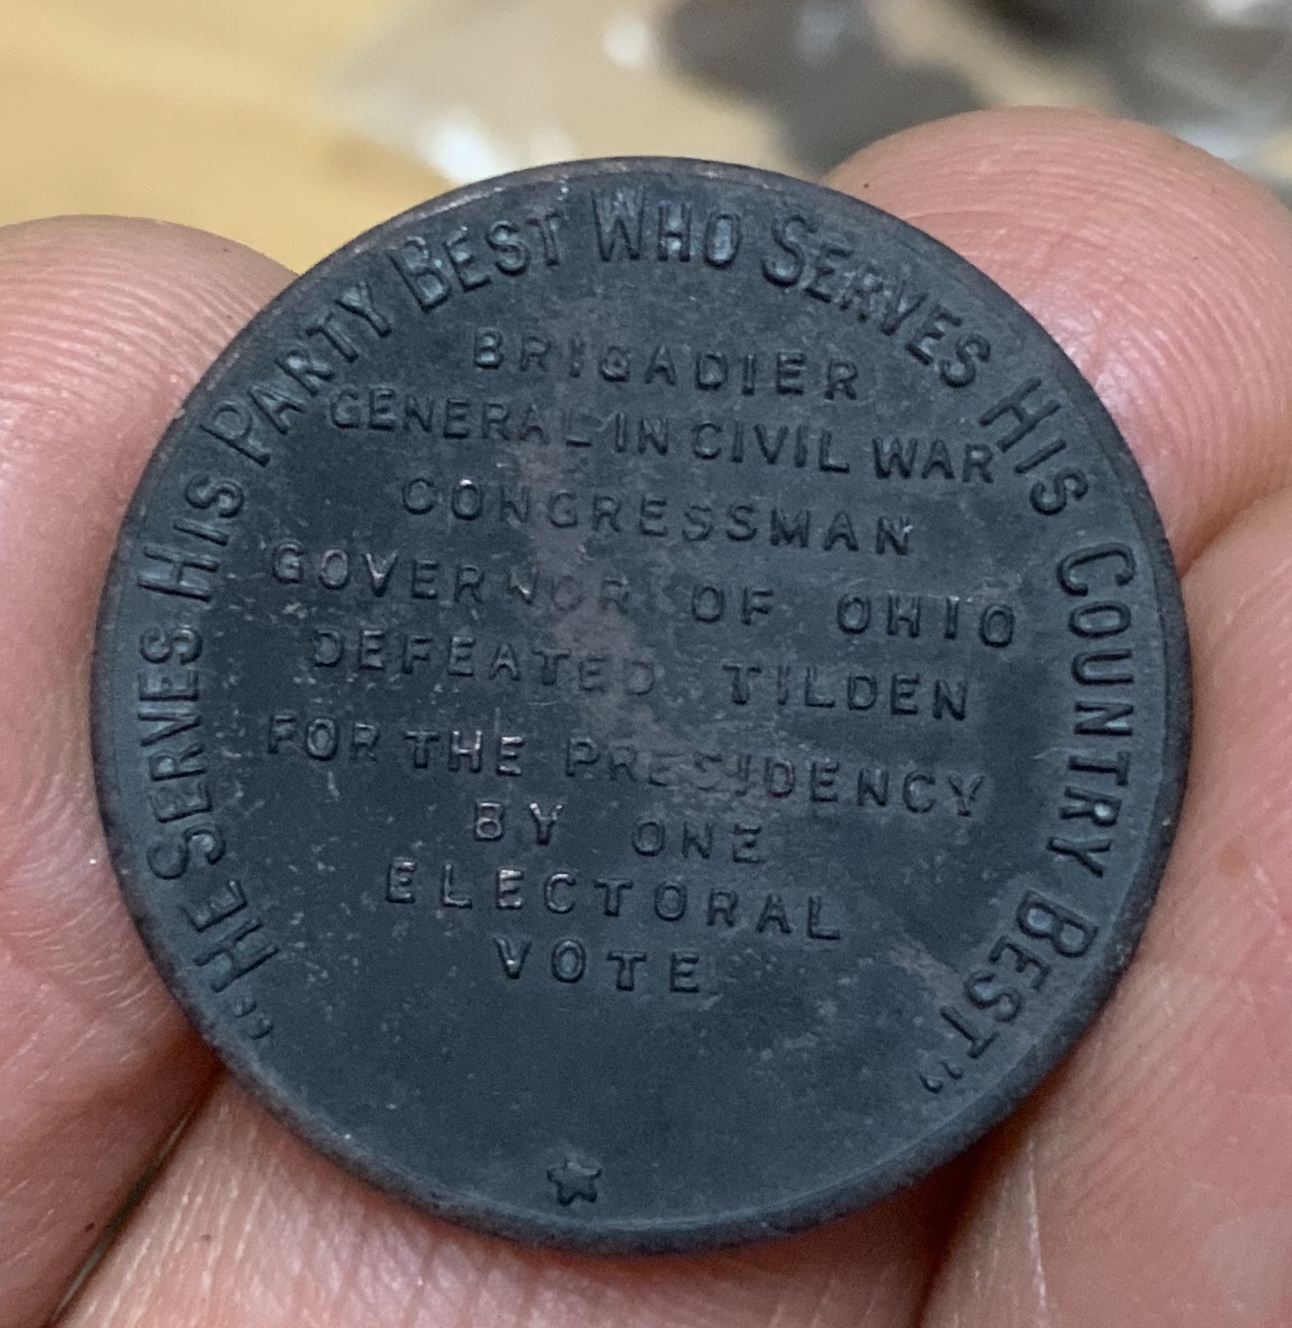 “HE SERVES HIS PARTY BEST WHO SERVES HIS COUNTRY BEST”
BRIGADIER
GENERAL IN CIVIL WAR
CONGRESSMAN
GOVERNOR OF OHIO
DEFEATED TILDEN
FOR THE PRESIDENCY
BY ONE
ELECTORAL
VOTE